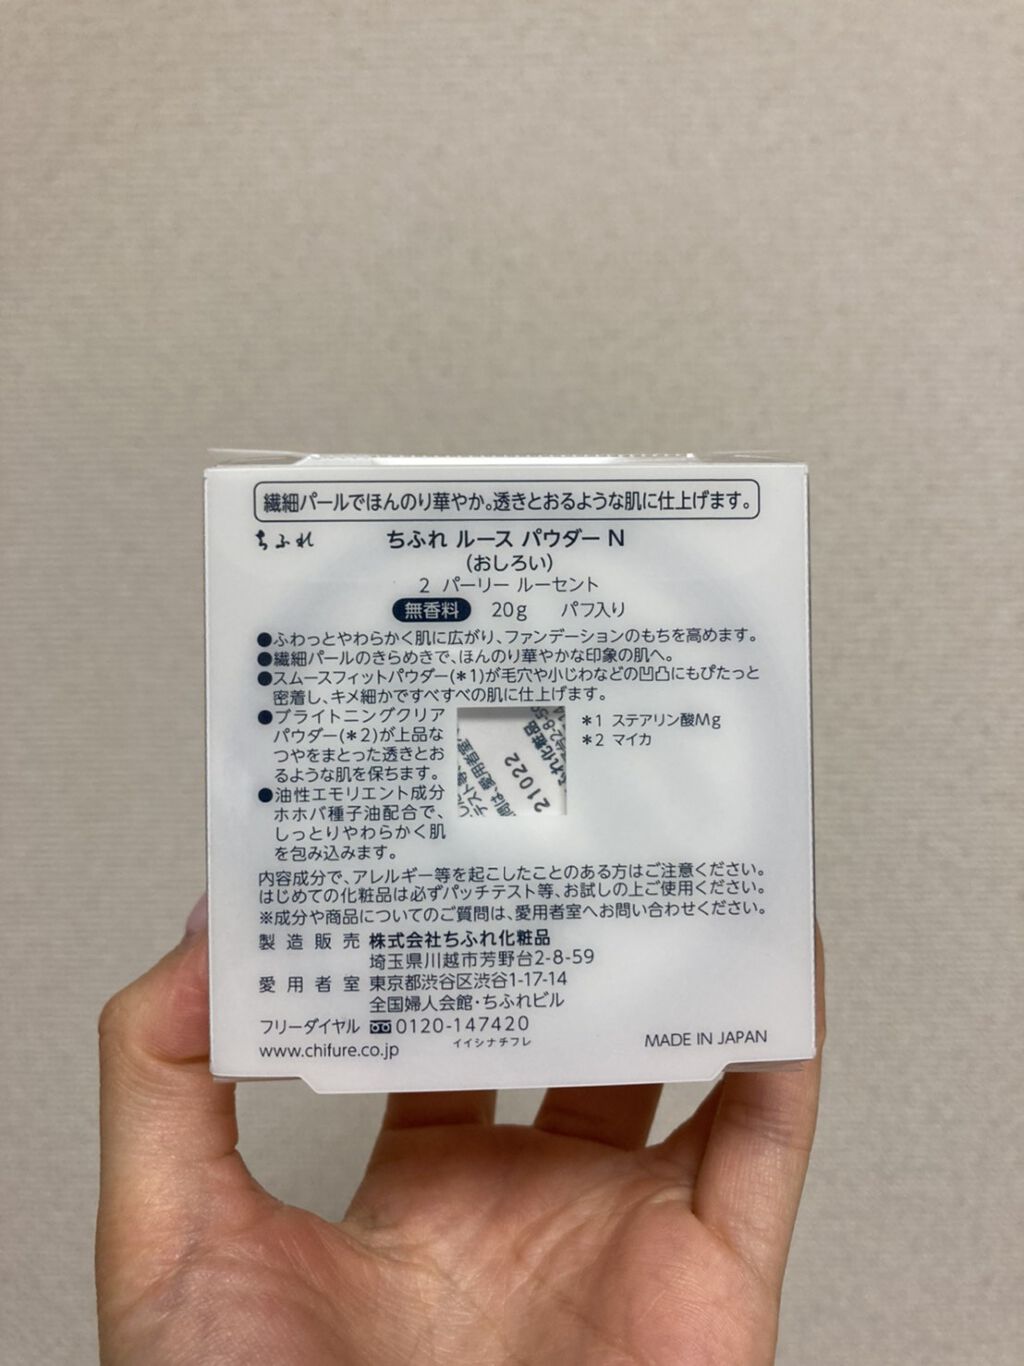 繊細パールでほんのり華やか。透きとおるような肌に仕上げます。
ちふれ ちふれ ルース パウダー N
(おしろい)
2 パーリー ルーセント
無香料 20g パフ入り
●ふわっとやわらかく肌に広がり、ファンデーションのもちを高めます。
●繊細パールのきらめきで、ほんのり華やかな印象の肌へ。
●スムースフィットパウダー(*1)が毛穴や小じわなどの凹凸にもぴたっと
密着し、キメ細かですべすべの肌に仕上げます。
●ブライトニングクリア
パウダー(*2)が上品な
つやをまとった透きとお
るような肌を保ちます。
●油性エモリエント成分
ホホバ種子油配合で、
しっとりやわらかく肌
を包み込みます。
*1 ステアリン酸Mg
*2 マイカ
21022
内容成分で、アレルギー等を起こしたことのある方はご注意ください。
はじめての化粧品は必ずパッチテスト等、お試しの上ご使用ください。
※成分や商品についてのご質問は、愛用者室へお問い合わせください。
製造販売 株式会社ちふれ化粧品
埼玉県川越市芳野台2-8-59
愛用者室 東京都渋谷区渋谷1-17-14
全国婦人会館・ちふれビル
フリーダイヤル 0120-147420
イイシナチフレ
www.chifure.co.jp
MADE IN JAPAN